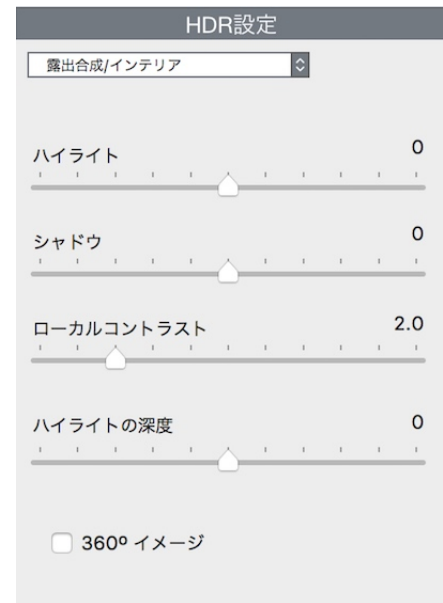 HDR設定
露出合成/インテリア
ハイライト 0
シャドウ 0
ローカルコントラスト 2.0
ハイライトの深度 0
360º イメージ